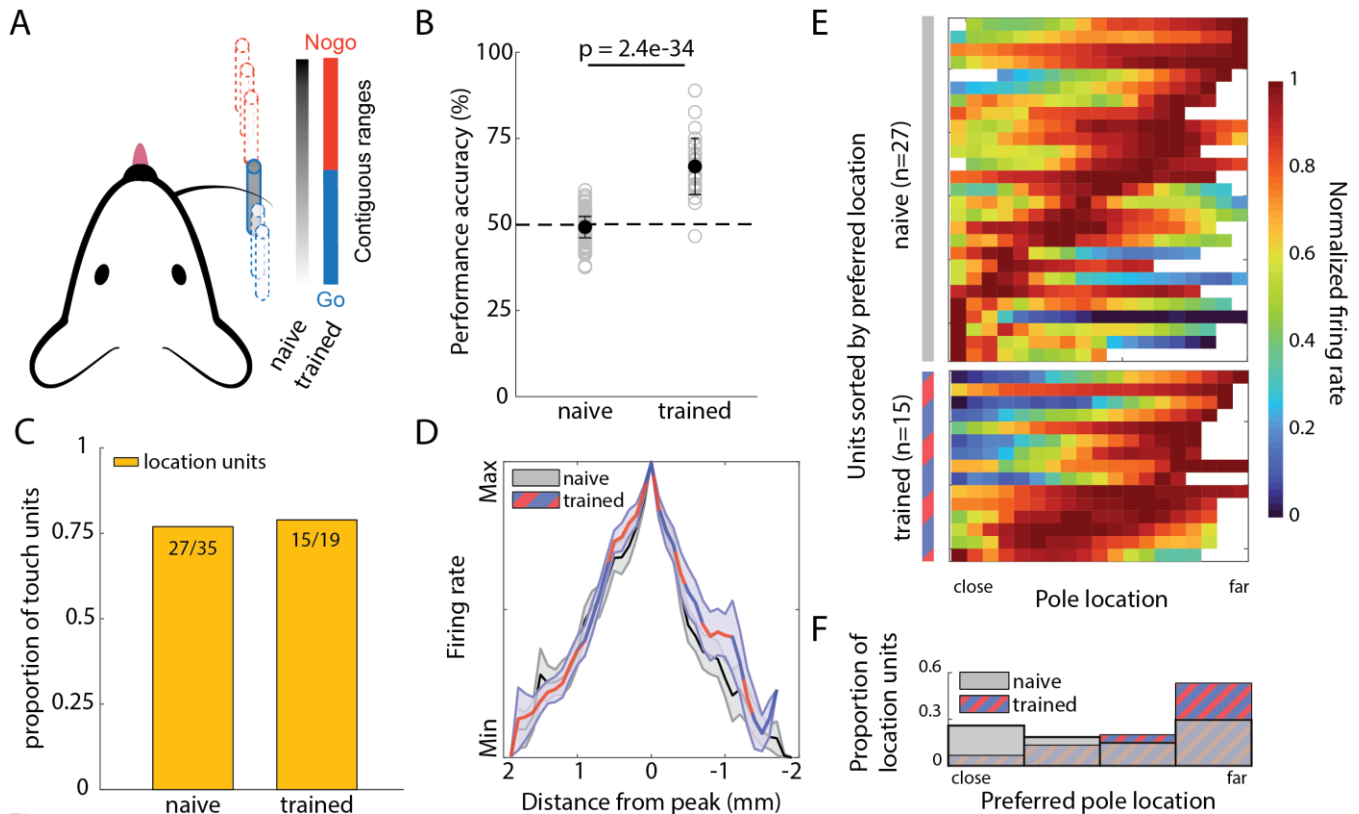 A
Nogo
Contiguous ranges
Go
naive
trained
B
p = 2.4e-34
Performance accuracy (%)
100
75
50
25
0
naive
trained
C
location units
proportion of touch units
1
0.75
0.5
0.25
0
27/35
15/19
naive
trained
D
naive
trained
Firing rate
Max
Min
2
1
0
-1
-2
Distance from peak (mm)
E
Units sorted by preferred location
naive (n=27)
trained (n=15)
close
far
Pole location
1
0.8
0.6
0.4
0.2
0
Normalized firing rate
F
Proportion of
location units
0.6
0.3
0
naive
trained
close
far
Preferred pole location